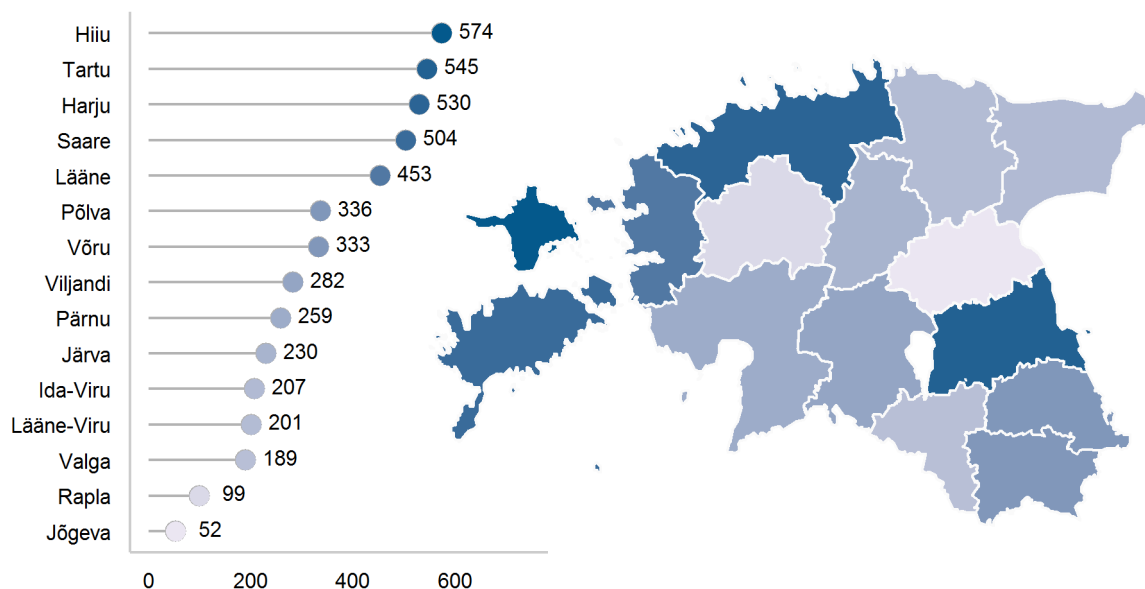 Hiiu 574
Tartu 545
Harju 530
Saare 504
Lääne 453
Põlva 336
Võru 333
Viljandi 282
Pärnu 259
Järva 230
Ida-Viru 207
Lääne-Viru 201
Valga 189
Rapla 99
Jõgeva 52
0 200 400 600